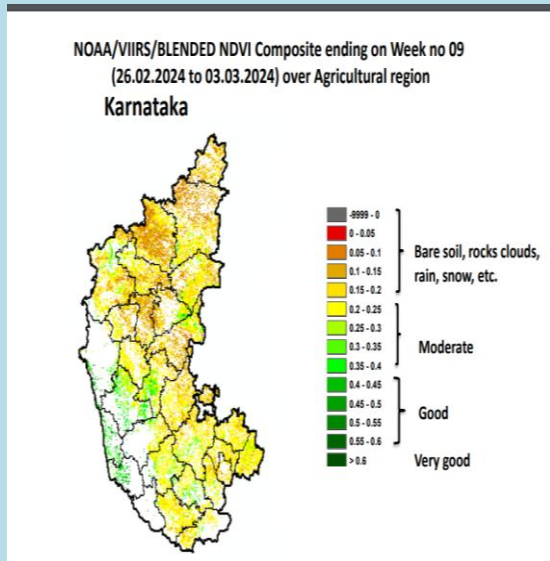 NOAA/VIIRS/BLENDED NDVI Composite ending on Week no 09
(26.02.2024 to 03.03.2024) over Agricultural region
Karnataka
-9999 - 0
0 - 0.05
0.05 - 0.1
0.1 - 0.15
0.15 - 0.2
Bare soil, rocks clouds,
rain, snow, etc.
0.2 - 0.25
0.25 - 0.3
0.3 - 0.35
0.35 - 0.4
Moderate
0.4 - 0.45
0.45 - 0.5
0.5 - 0.55
0.55 - 0.6
Good
> 0.6
Very good